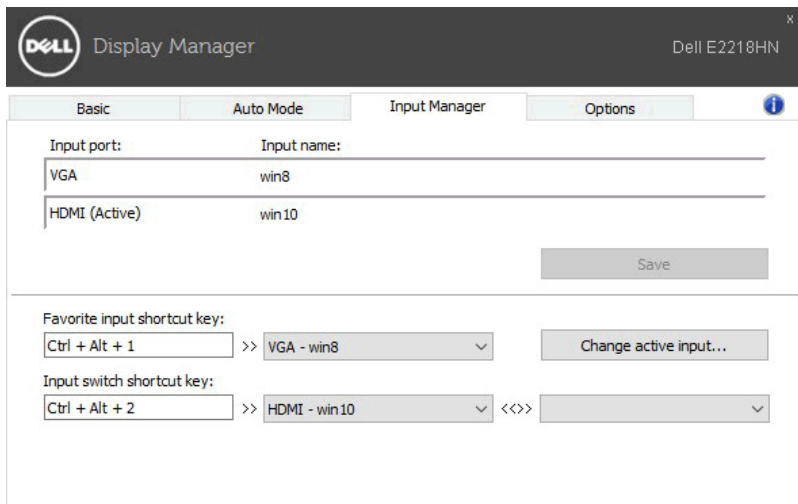 x
DELL Display Manager Dell E2218HN
Basic Auto Mode Input Manager Options i
Input port: Input name:
VGA win8
HDMI (Active) win10
Save
Favorite input shortcut key:
Ctrl + Alt + 1 >> VGA - win8 Change active input...
Input switch shortcut key:
Ctrl + Alt + 2 >> HDMI - win10 <<>>